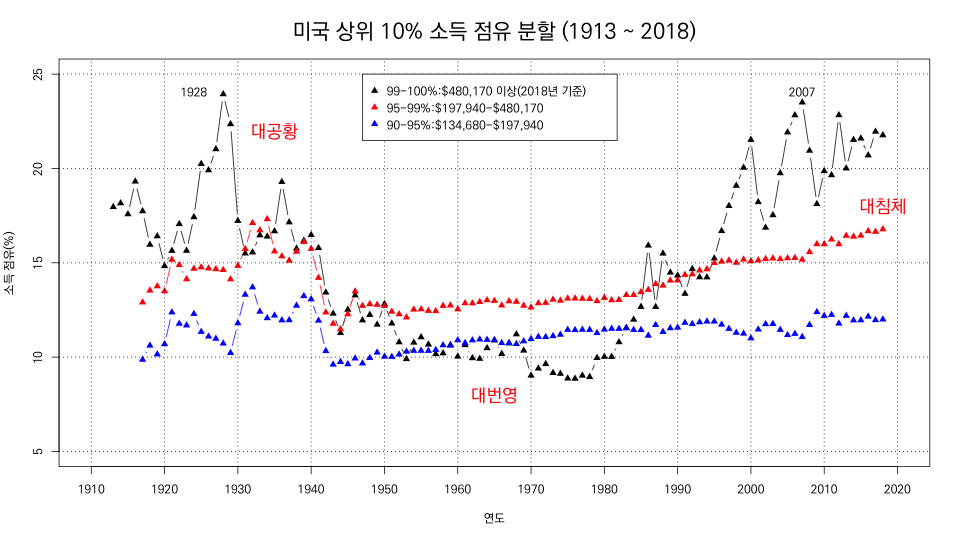 미국 상위 10% 소득 점유 분할 (1913 ~ 2018)
99-100%:$480,170 이상(2018년 기준)
95-99%:$197,940-$480,170
90-95%:$134,680-$197,940
1928
2007
대공황
대침체
대번영
소득 점유(%)
25
20
15
10
5
1910 1920 1930 1940 1950 1960 1970 1980 1990 2000 2010 2020
연도